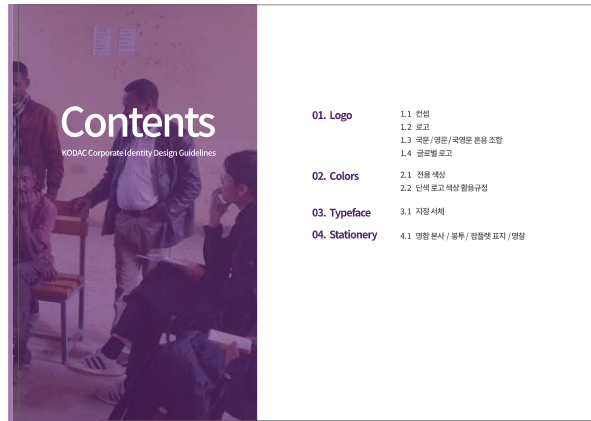 Contents
KODAC Corporate Identity Design Guidelines
01. Logo
1.1 컨셉
1.2 로고
1.3 국문/영문/국영문 혼용 조합
1.4 글로벌 로고
02. Colors
2.1 전용 색상
2.2 단색 로고 색상 활용규정
03. Typeface
3.1 지정 서체
04. Stationery
4.1 명함 본사 / 봉투 / 팜플렛 표지 / 명찰